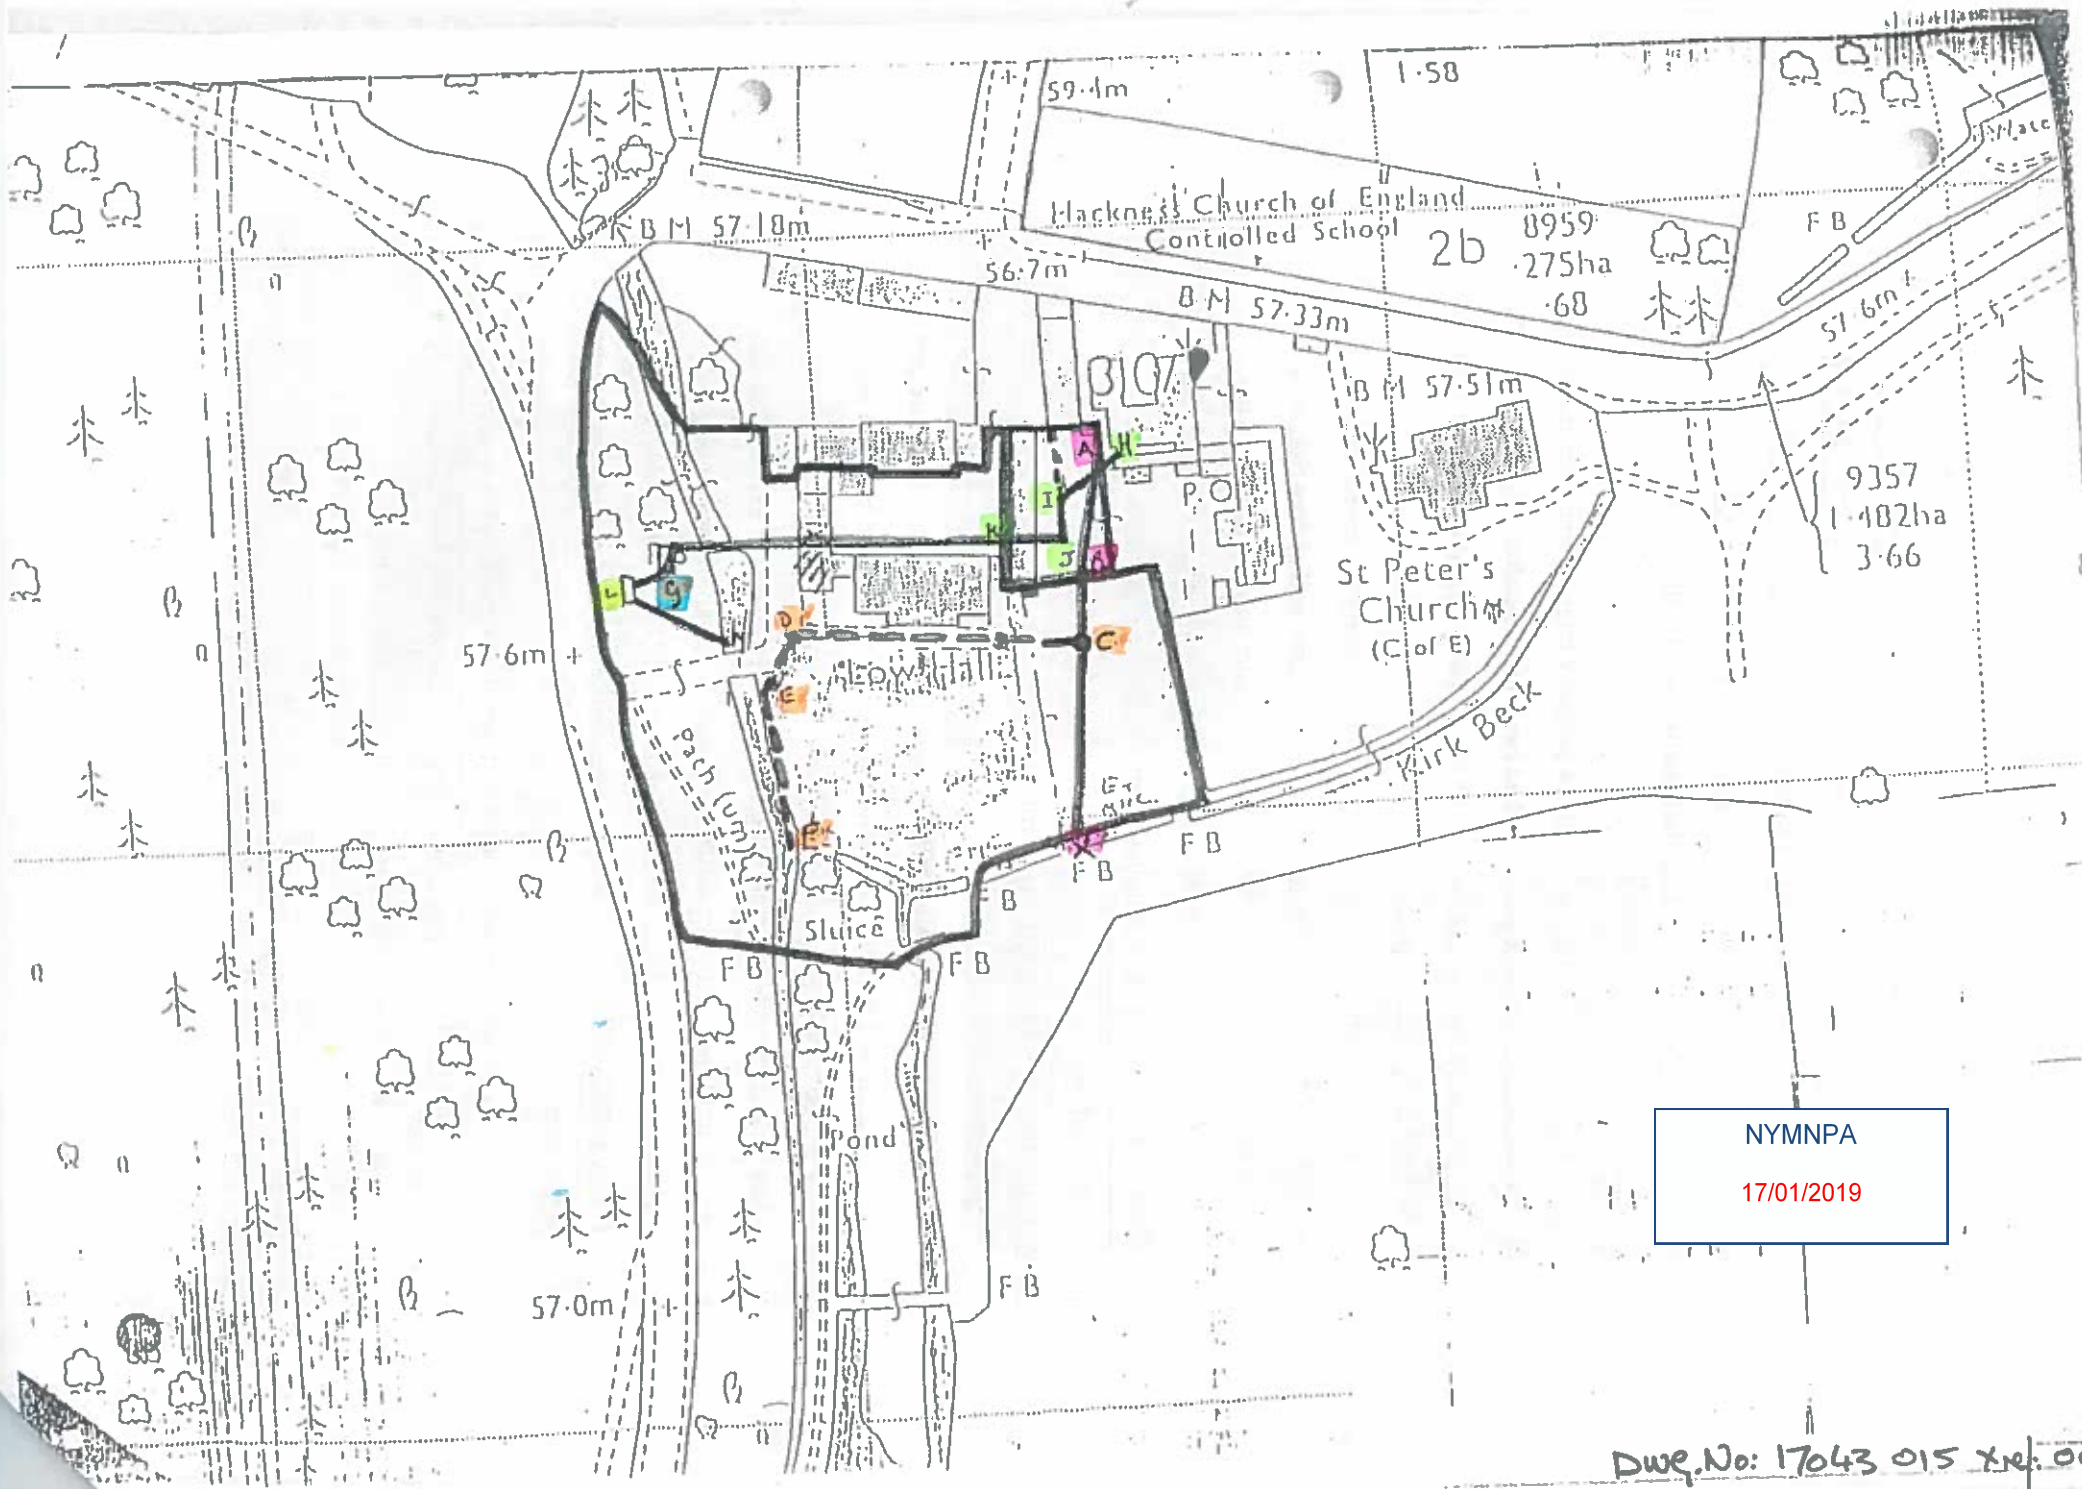 59·4m
1·58
Hackness Church of England
Controlled School
2b
8959
·275ha
·68
F B
B M 57·18m
56·7m
B M 57·33m
57·6m
B M 57·51m
A
H
I
P O
9357
1·482ha
3·66
K
J
B
L
G
St Peter's
Church
(C of E)
57·6m
D
C
Low Hall
E
Path (um)
Kirk Beck
F
X
F B
F B
F B
Sluice
F B
F B
Pond
NYMNPA
17/01/2019
57·0m
F B
Dwg.No: 17043 015 Xref: